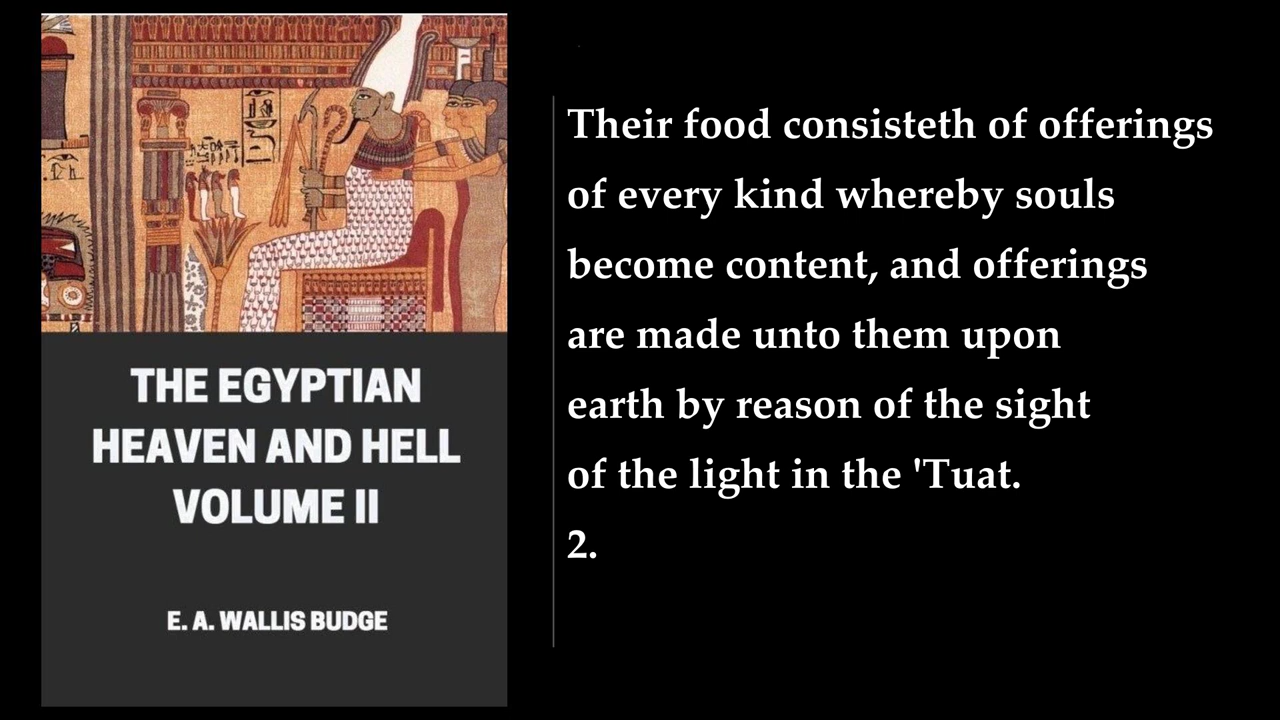 THE EGYPTIAN
HEAVEN AND HELL
VOLUME II
E. A. WALLIS BUDGE
Their food consisteth of offerings
of every kind whereby souls
become content, and offerings
are made unto them upon
earth by reason of the sight
of the light in the 'Tuat.
2.